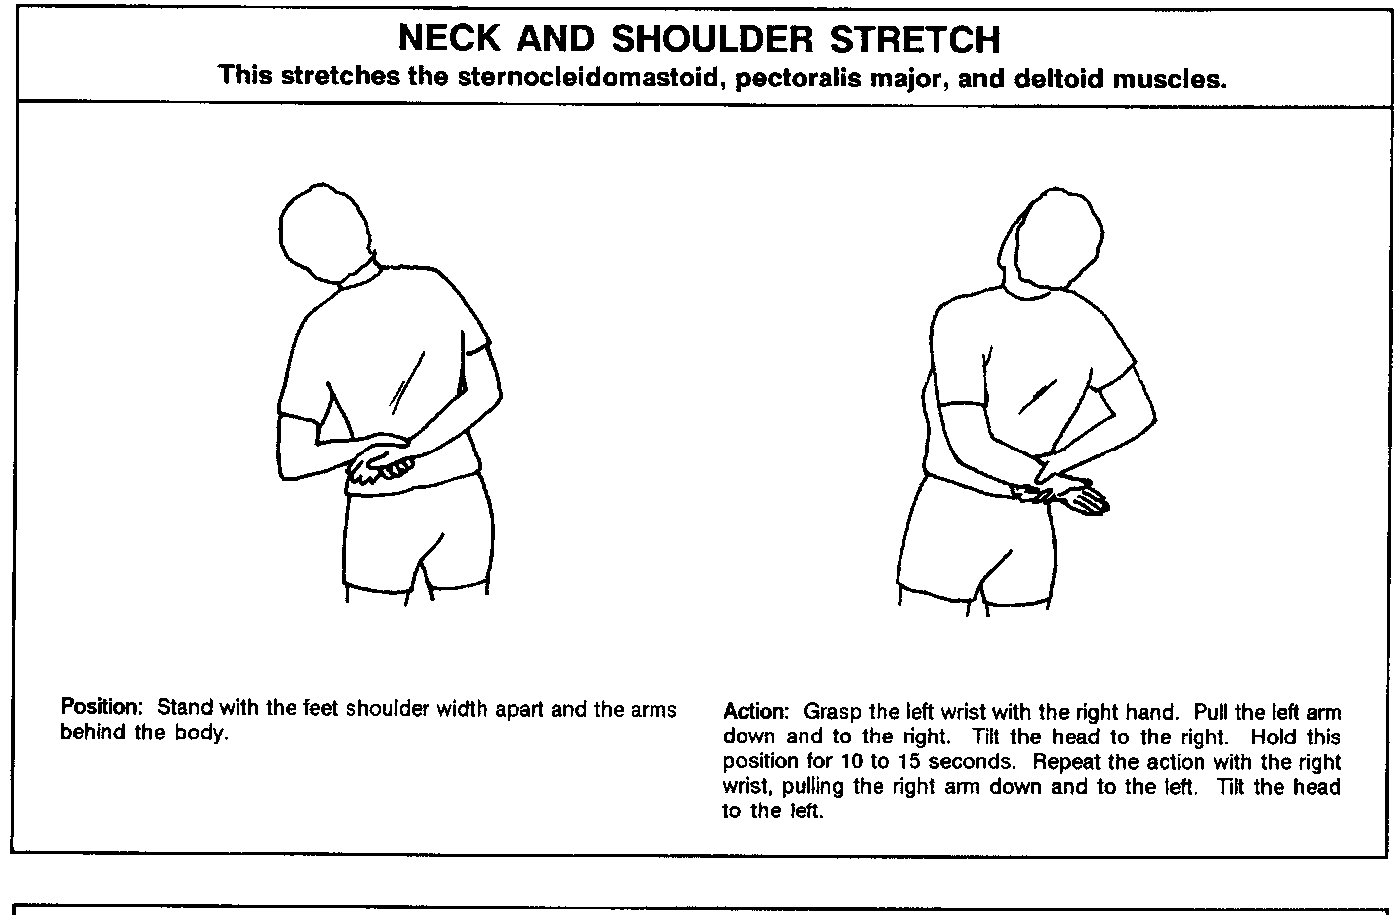 NECK AND SHOULDER STRETCH
This stretches the sternocleidomastoid, pectoralis major, and deltoid muscles.
Position: Stand with the feet shoulder width apart and the arms
behind the body.
Action: Grasp the left wrist with the right hand. Pull the left arm
down and to the right. Tilt the head to the right. Hold this
position for 10 to 15 seconds. Repeat the action with the right
wrist, pulling the right arm down and to the left. Tilt the head
to the left.